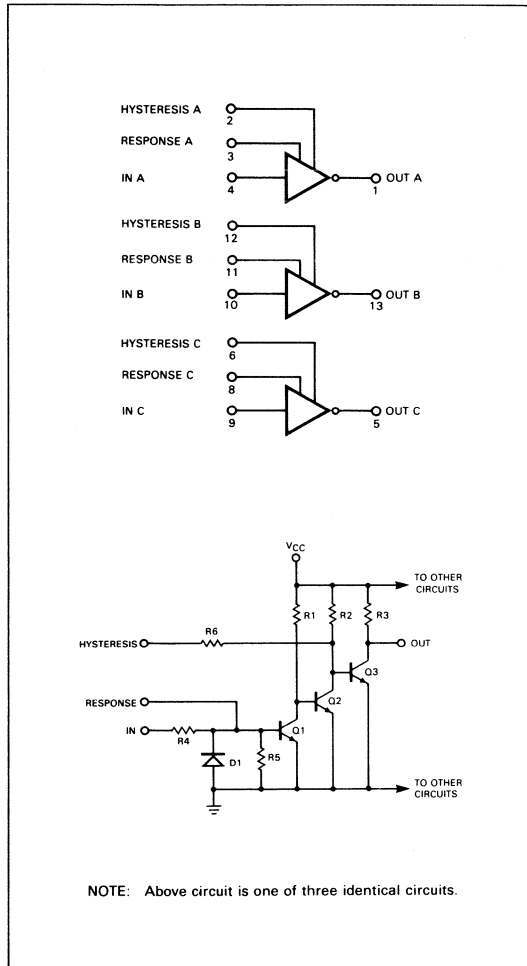 HYSTERESIS A
2
RESPONSE A
3
IN A
4
OUT A
1
HYSTERESIS B
12
RESPONSE B
11
IN B
10
OUT B
13
HYSTERESIS C
6
RESPONSE C
8
IN C
9
OUT C
5
VCC
TO OTHER
CIRCUITS
R1
R2
R3
R6
HYSTERESIS
OUT
Q3
RESPONSE
Q2
IN
R4
Q1
D1
R5
TO OTHER
CIRCUITS
NOTE: Above circuit is one of three identical circuits.